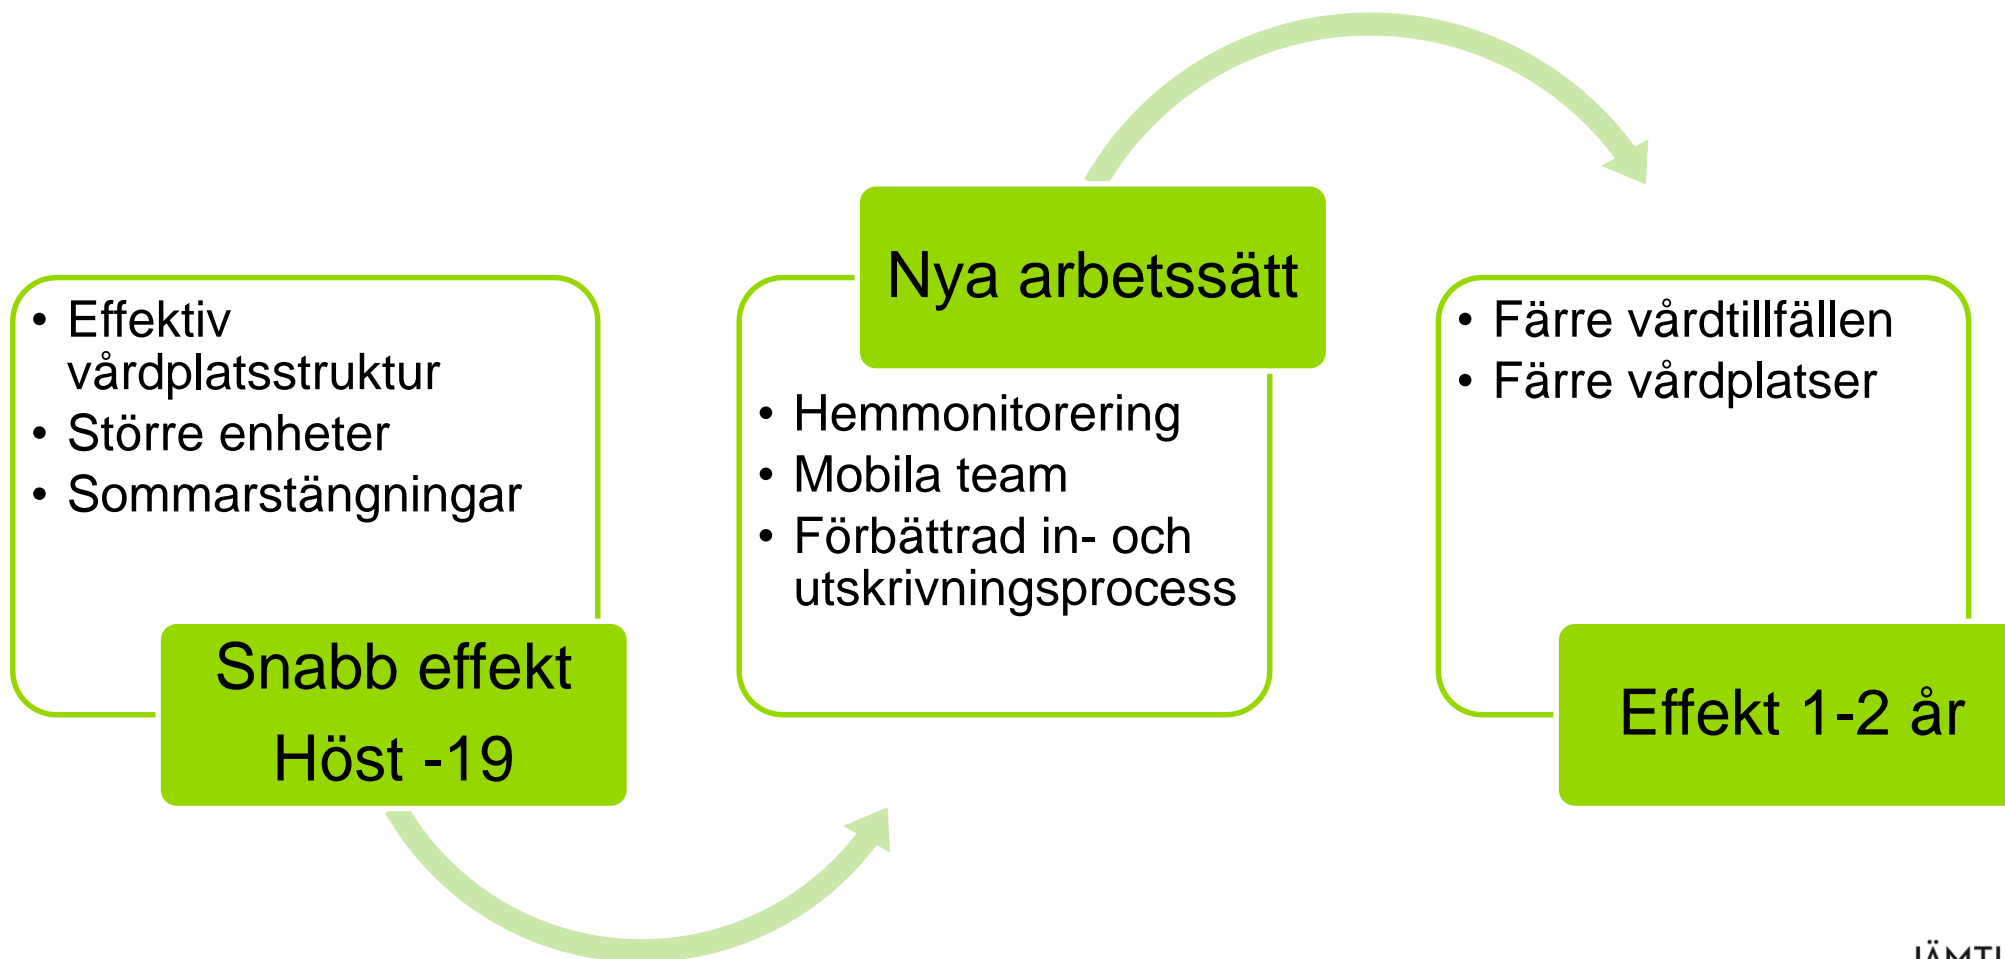 • Effektiv
vårdplatsstruktur
• Större enheter
• Sommarstängningar
Snabb effekt
Höst -19
Nya arbetssätt
• Hemmonitorering
• Mobila team
• Förbättrad in- och
utskrivningsprocess
• Färre vårdtillfällen
• Färre vårdplatser
Effekt 1-2 år